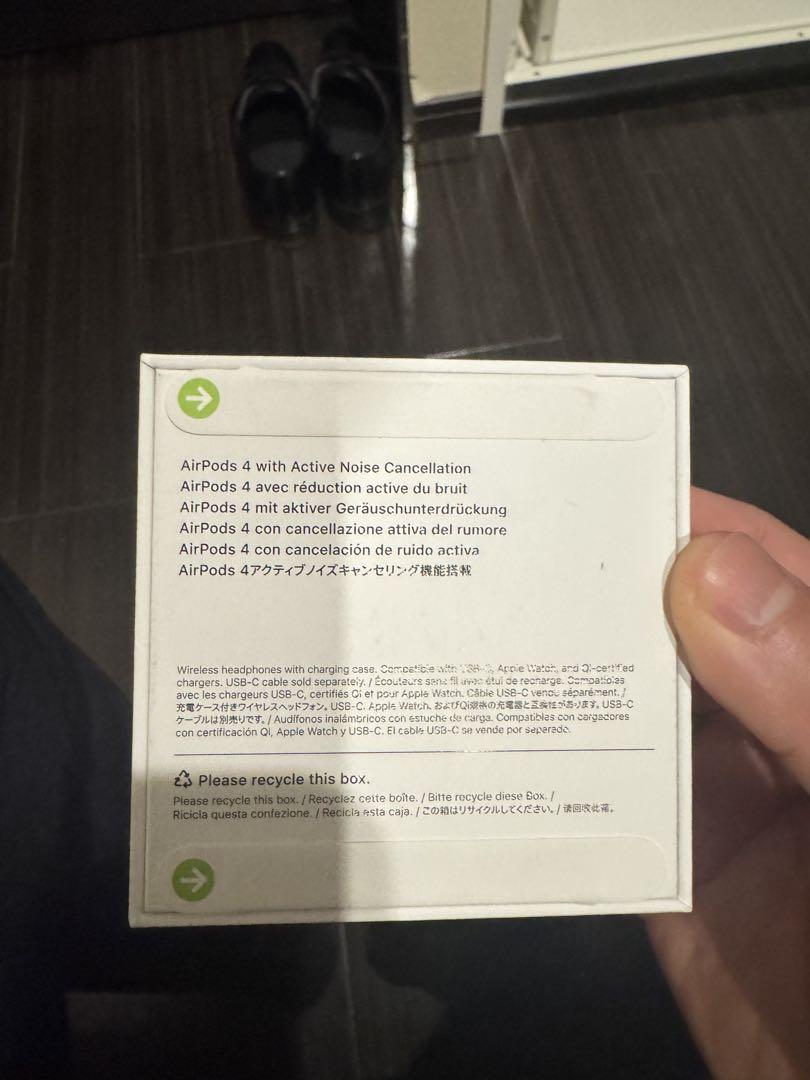 AirPods 4 with Active Noise Cancellation
AirPods 4 avec réduction active du bruit
AirPods 4 mit aktiver Geräuschunterdrückung
AirPods 4 con cancellazione attiva del rumore
AirPods 4 con cancelación de ruido activa
AirPods 4アクティブノイズキャンセリング機能搭載
Wireless headphones with charging case. Compatible with USB-C, Apple Watch, and Qi-certified
chargers. USB-C cable sold separately. / Écouteurs sans fil avec étui de recharge. Compatibles
avec les chargeurs USB-C, certifiés Qi et pour Apple Watch. Câble USB-C vendu séparément. /
充電ケース付きワイヤレスヘッドフォン。USB-C、Apple Watch、およびQi規格の充電器と互換性があります。USB-C
ケーブルは別売りです。/ Audífonos inalámbricos con estuche de carga. Compatibles con cargadores
con certificación Qi, Apple Watch y USB-C. El cable USB-C se vende por separado.
Please recycle this box.
Please recycle this box. / Recyclez cette boîte. / Bitte recycle diese Box. /
Ricicla questa confezione. / Recicla esta caja. / この箱はリサイクルしてください。/ 请回收此箱。